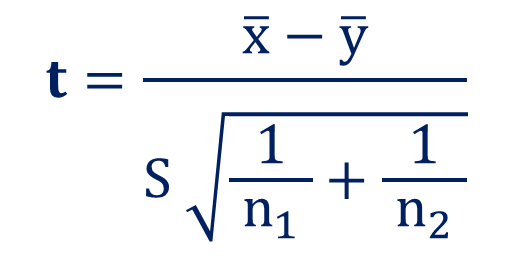 t = (x̄ − ȳ) / (S √(1/n₁ + 1/n₂))